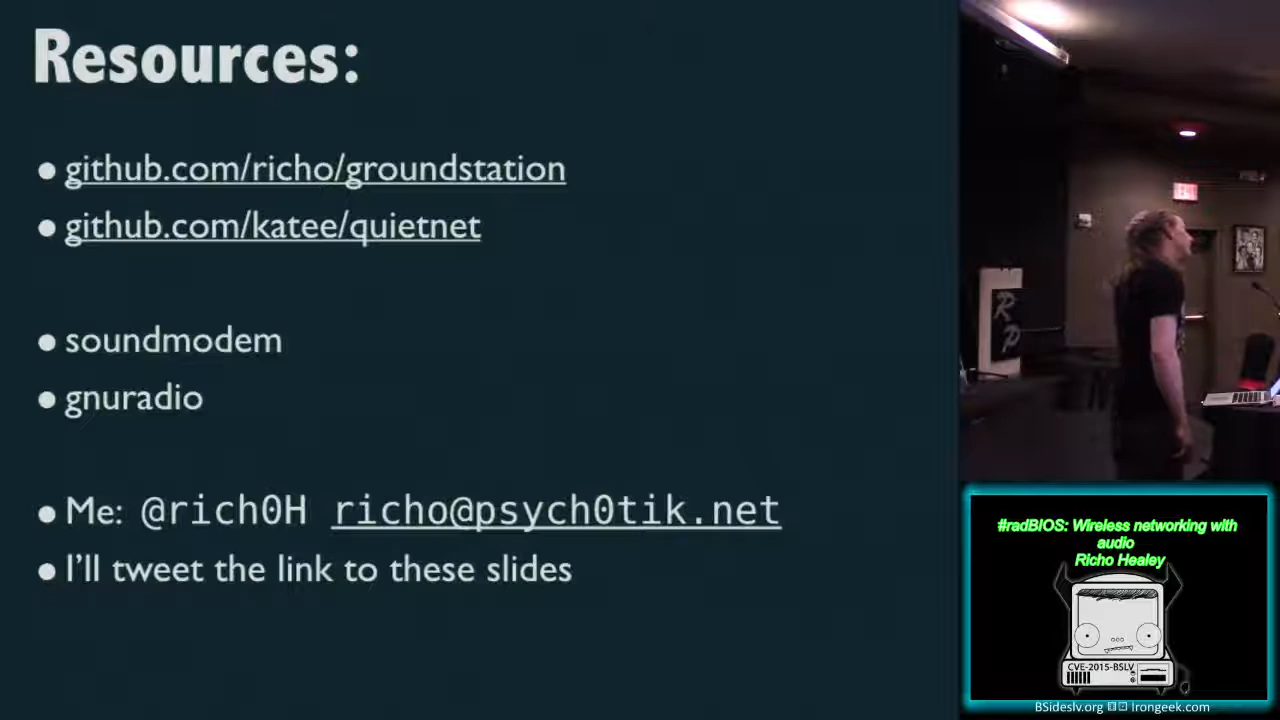 Resources:
github.com/richo/groundstation
github.com/katee/quietnet
soundmodem
gnuradio
Me: @rich0H richo@psych0tik.net
I'll tweet the link to these slides
R
P
#radBIOS: Wireless networking with
audio
Richo Healey
CVE-2015-BSLV
BSideslv.org Irongeek.com